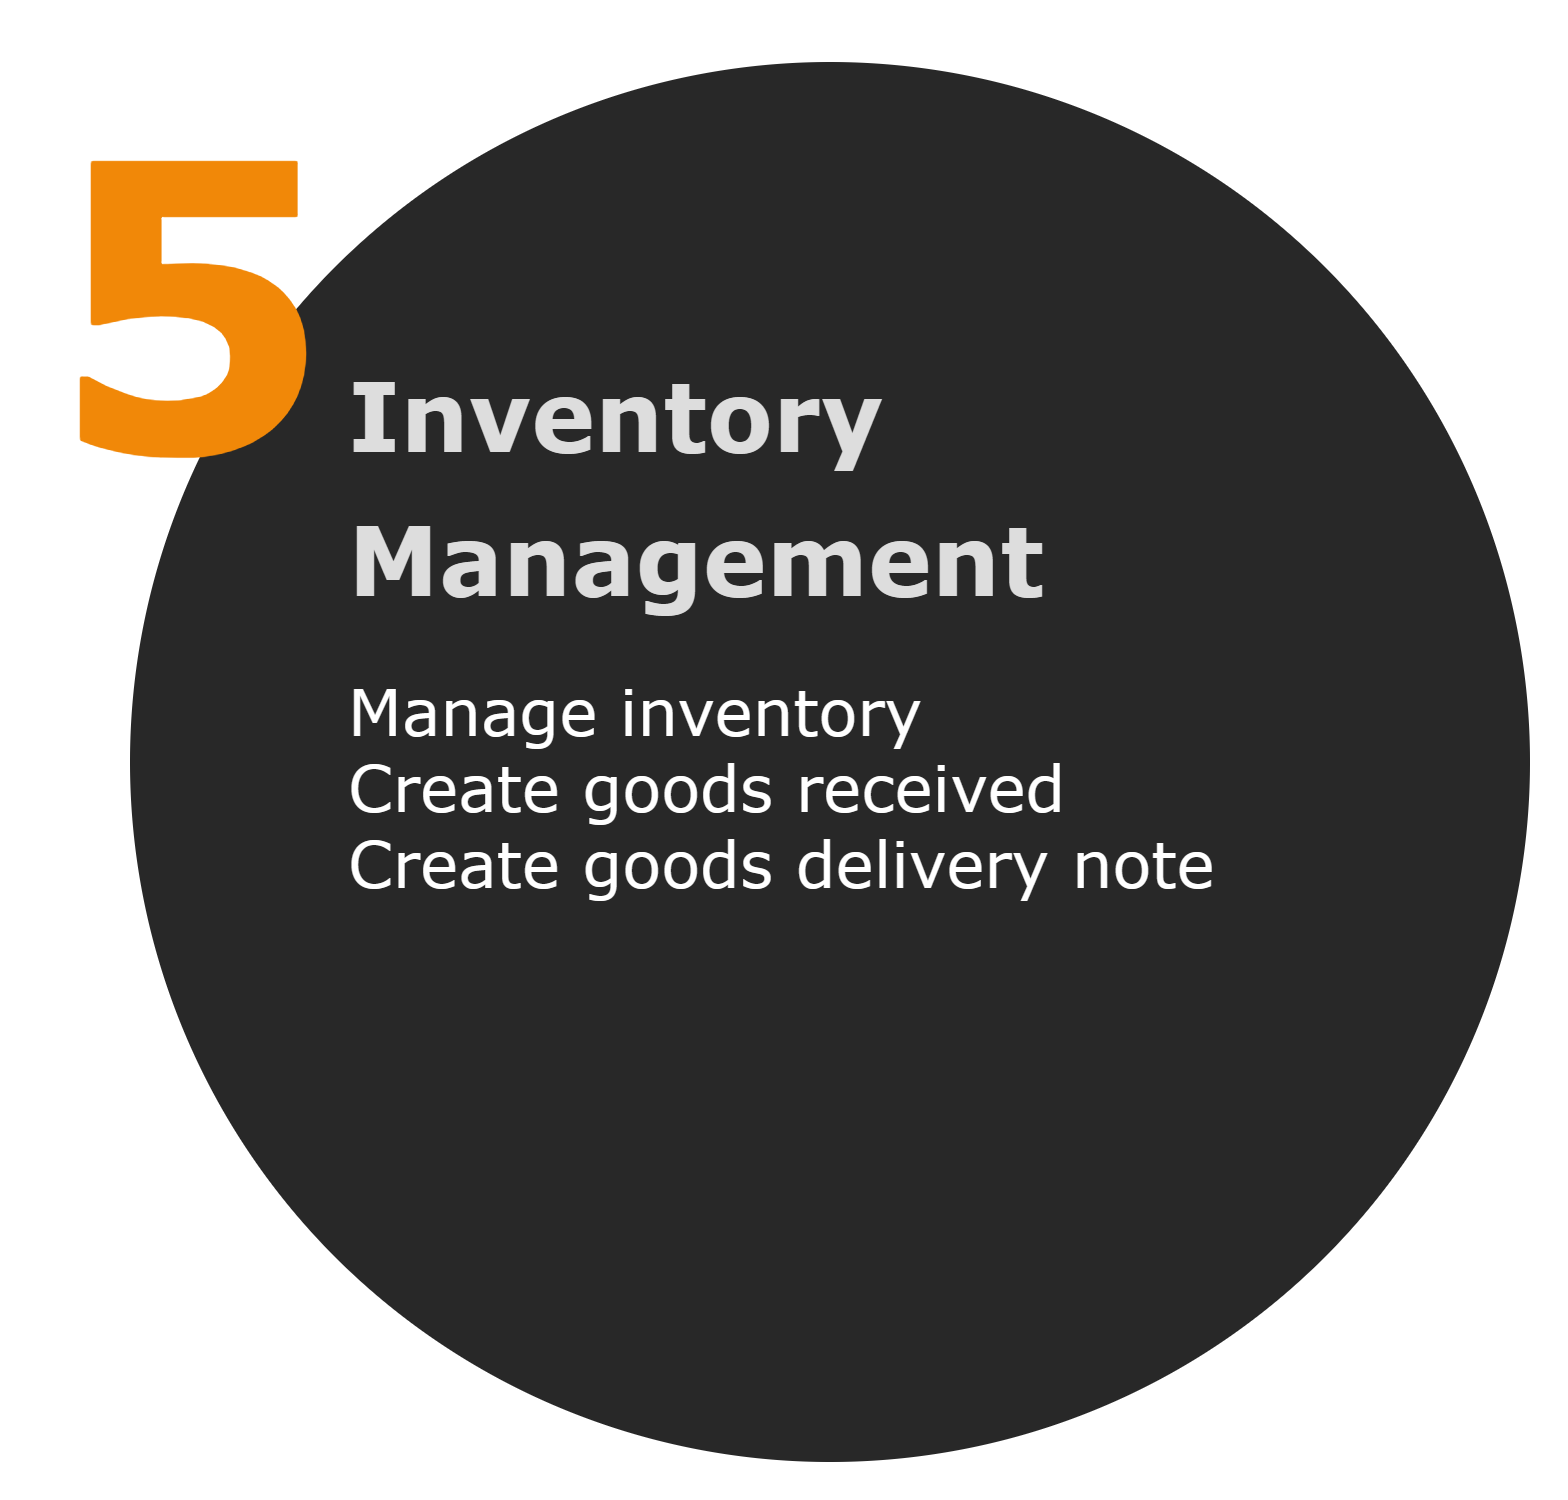 5
Inventory
Management
Manage inventory
Create goods received
Create goods delivery note